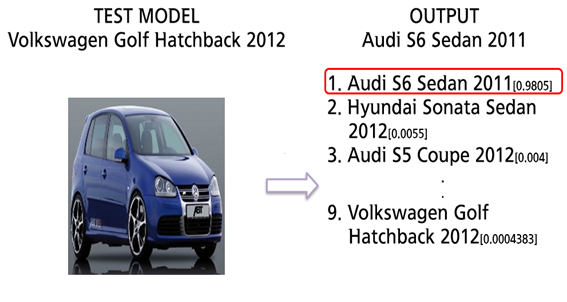 TEST MODEL
Volkswagen Golf Hatchback 2012
OUTPUT
Audi S6 Sedan 2011
1. Audi S6 Sedan 2011[0.9805]
2. Hyundai Sonata Sedan
2012[0.0055]
3. Audi S5 Coupe 2012[0.004]
.
.
9. Volkswagen Golf
Hatchback 2012[0.0004383]
ABT